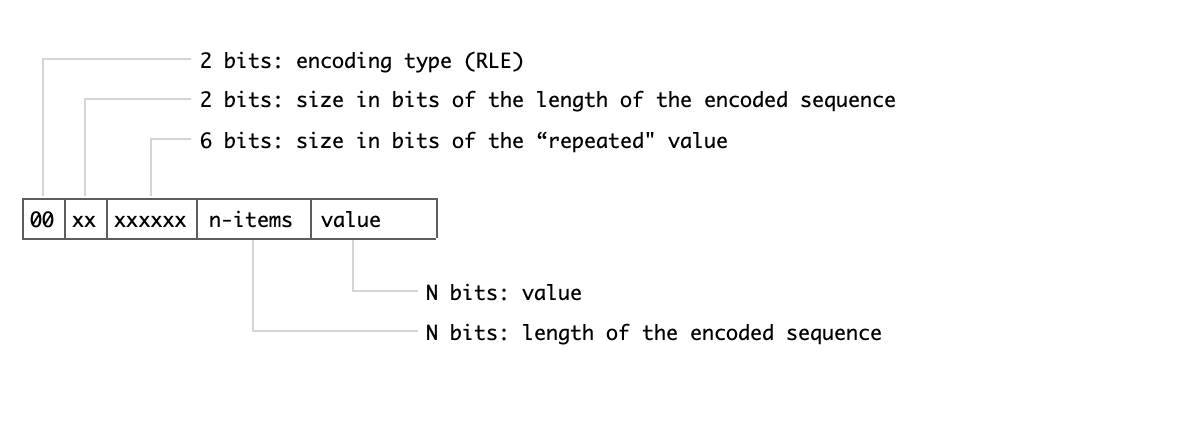 2 bits: encoding type (RLE)
2 bits: size in bits of the length of the encoded sequence
6 bits: size in bits of the “repeated" value
00 xx xxxxxx n-items value
N bits: value
N bits: length of the encoded sequence